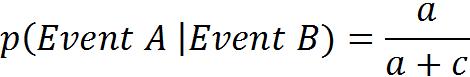 p(Event A |Event B) = a / (a + c)